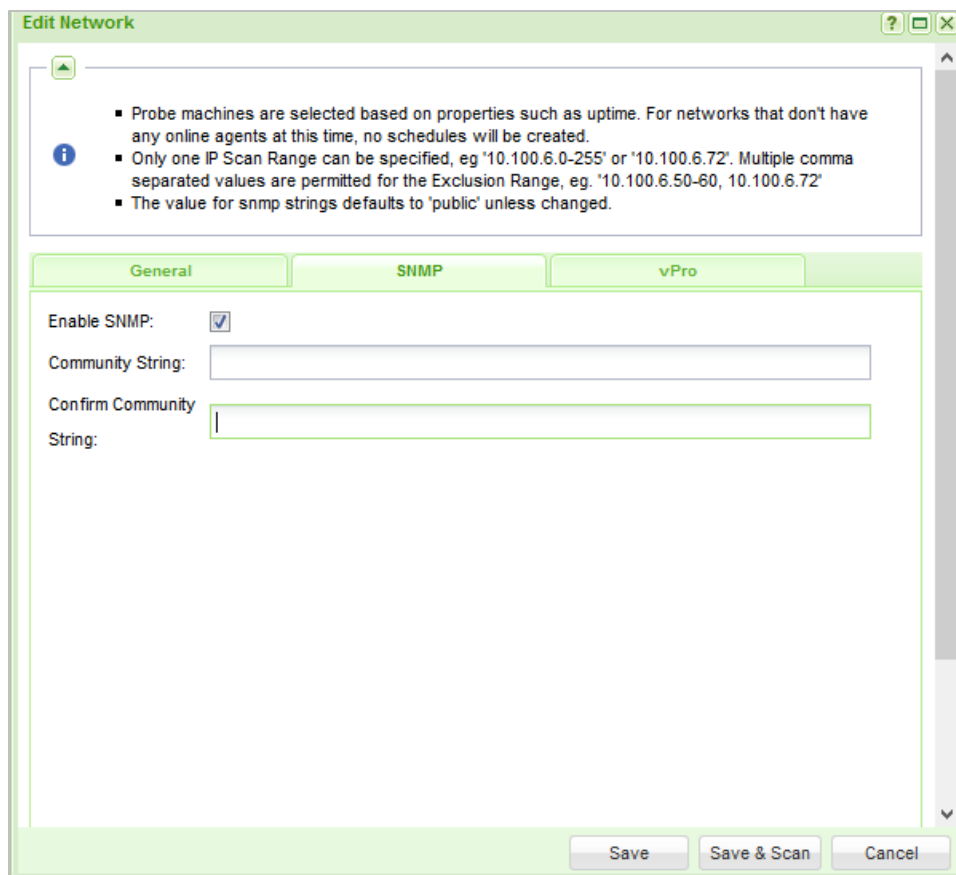 Edit Network
?
■ Probe machines are selected based on properties such as uptime. For networks that don't have
any online agents at this time, no schedules will be created.
■ Only one IP Scan Range can be specified, eg '10.100.6.0-255' or '10.100.6.72'. Multiple comma
separated values are permitted for the Exclusion Range, eg. '10.100.6.50-60, 10.100.6.72'
■ The value for snmp strings defaults to 'public' unless changed.
General SNMP vPro
Enable SNMP:
Community String:
Confirm Community
String:
Save Save & Scan Cancel